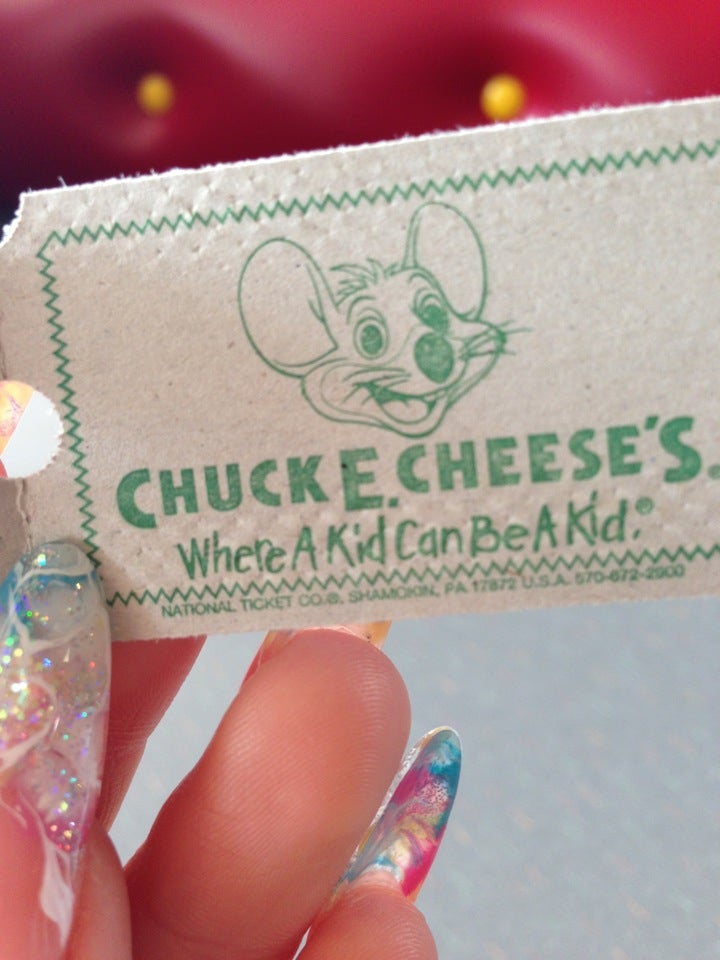 CHUCK E. CHEESE'S®
Where A Kid Can Be A Kid.®
NATIONAL TICKET CO.®. SHAMOKIN, PA 17872 U.S.A. 570-672-2900